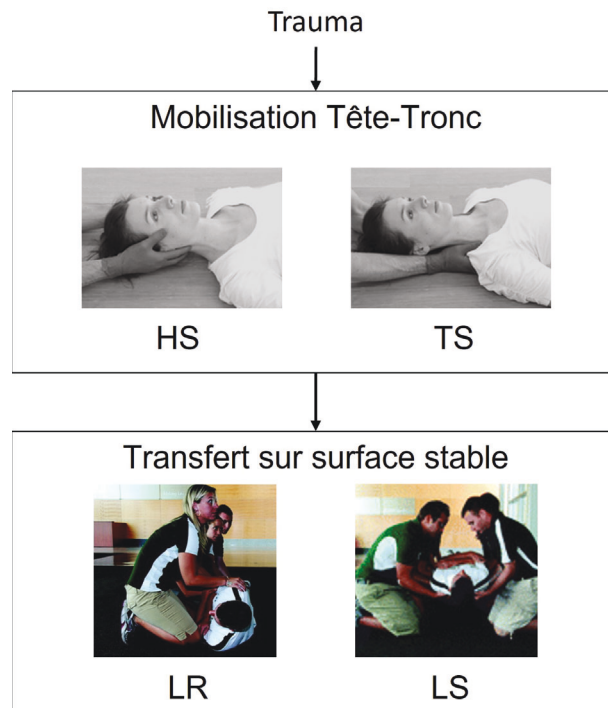 Trauma
Mobilisation Tête-Tronc
HS
TS
Transfert sur surface stable
LR
LS